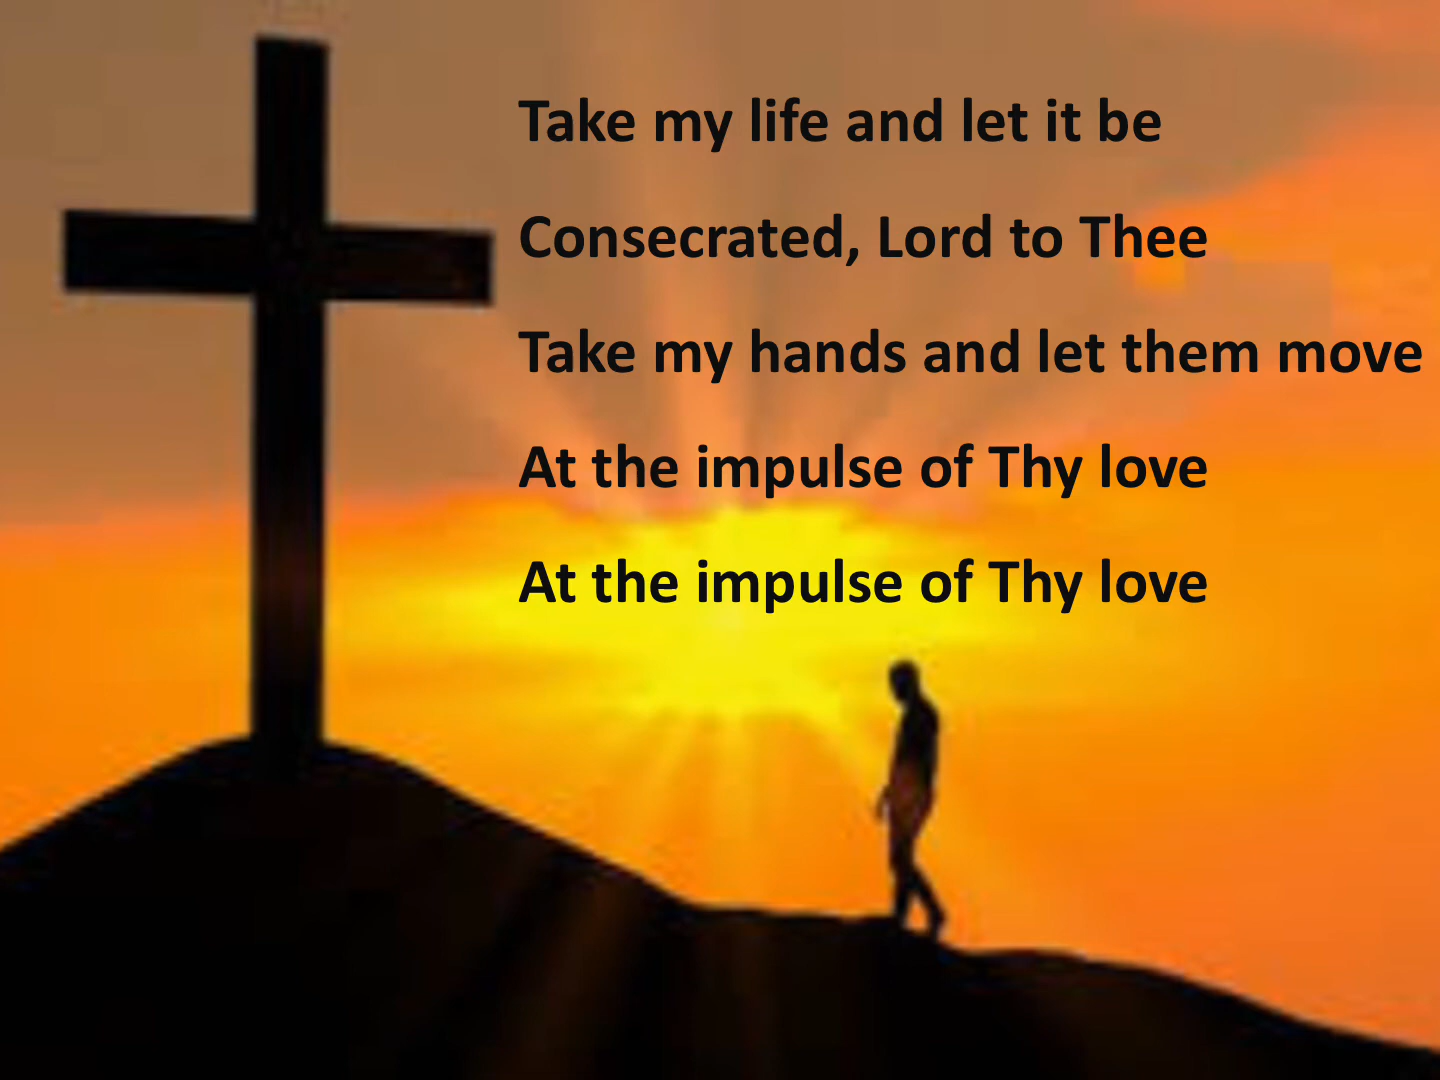 Take my life and let it be
Consecrated, Lord to Thee
Take my hands and let them move
At the impulse of Thy love
At the impulse of Thy love